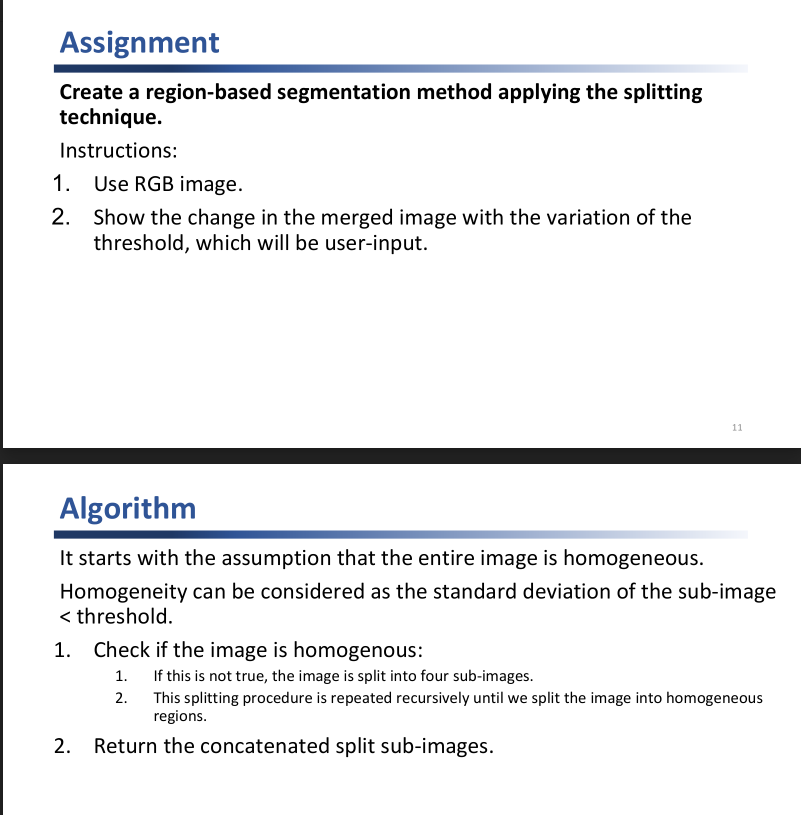 Assignment
Create a region-based segmentation method applying the splitting
technique.
Instructions:
1. Use RGB image.
2. Show the change in the merged image with the variation of the
threshold, which will be user-input.
11
Algorithm
It starts with the assumption that the entire image is homogeneous.
Homogeneity can be considered as the standard deviation of the sub-image
< threshold.
1. Check if the image is homogenous:
1. If this is not true, the image is split into four sub-images.
2. This splitting procedure is repeated recursively until we split the image into homogeneous
regions.
2. Return the concatenated split sub-images.